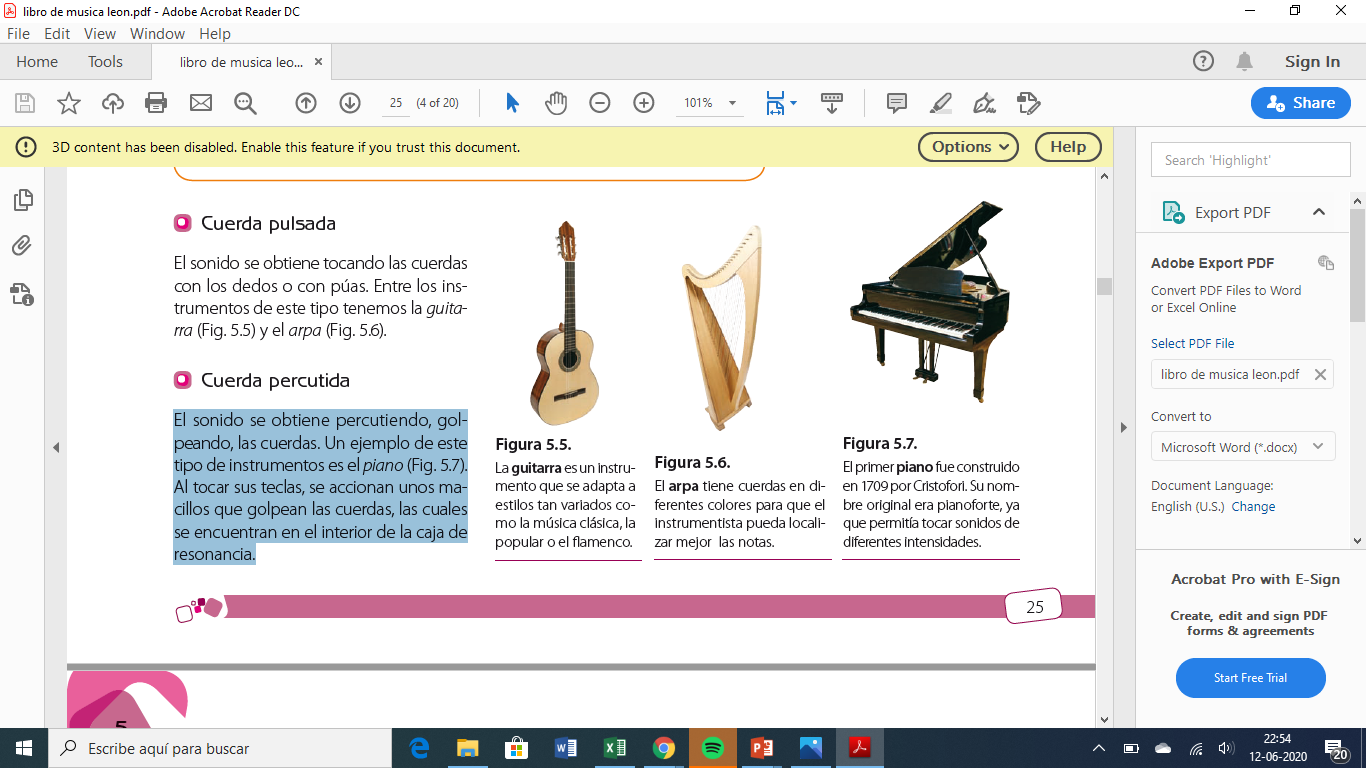 libro de musica leon.pdf - Adobe Acrobat Reader DC
File Edit View Window Help
Home Tools libro de musica leo... × Sign In
25 (4 of 20) 101% Share
3D content has been disabled. Enable this feature if you trust this document. Options Help
Cuerda pulsada
El sonido se obtiene tocando las cuerdas
con los dedos o con púas. Entre los ins-
trumentos de este tipo tenemos la guita-
rra (Fig. 5.5) y el arpa (Fig. 5.6).
Cuerda percutida
El sonido se obtiene percutiendo, gol-
peando, las cuerdas. Un ejemplo de este
tipo de instrumentos es el piano (Fig. 5.7).
Al tocar sus teclas, se accionan unos ma-
cillos que golpean las cuerdas, las cuales
se encuentran en el interior de la caja de
resonancia.
Figura 5.5.
La guitarra es un instru-
mento que se adapta a
estilos tan variados co-
mo la música clásica, la
popular o el flamenco.
Figura 5.6.
El arpa tiene cuerdas en di-
ferentes colores para que el
instrumentista pueda locali-
zar mejor las notas.
Figura 5.7.
El primer piano fue construido
en 1709 por Cristofori. Su nom-
bre original era pianoforte, ya
que permitía tocar sonidos de
diferentes intensidades.
25
5
Search 'Highlight'
Export PDF
Adobe Export PDF
Convert PDF Files to Word
or Excel Online
Select PDF File
libro de musica leon.pdf
Convert to
Microsoft Word (*.docx)
Document Language:
English (U.S.) Change
Acrobat Pro with E-Sign
Create, edit and sign PDF
forms & agreements
Start Free Trial
Escribe aquí para buscar
22:54
12-06-2020
20